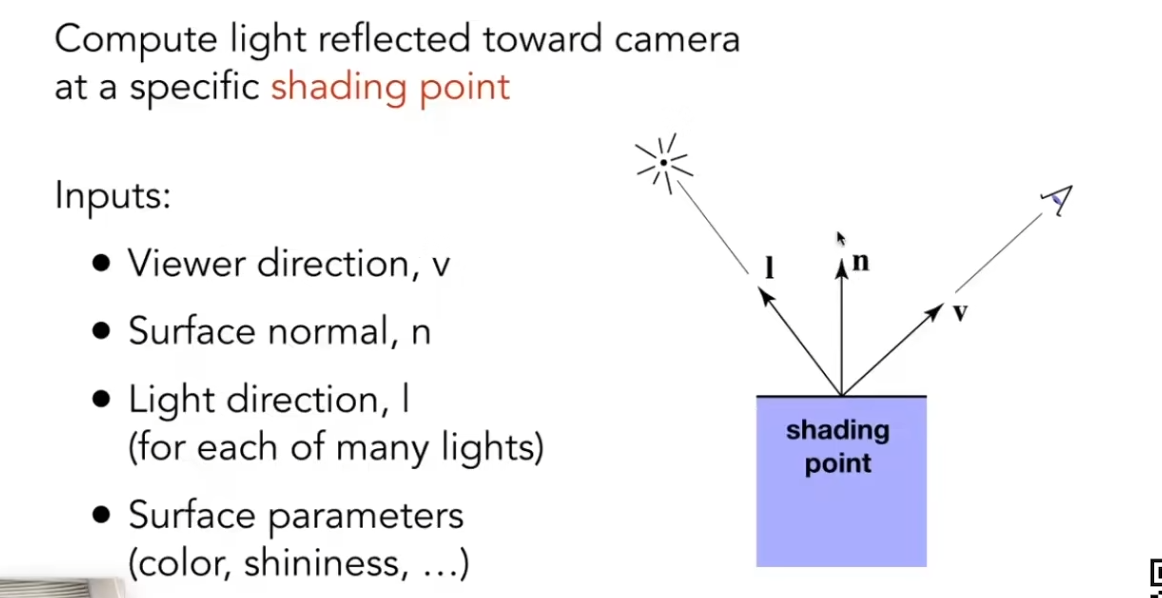 Compute light reflected toward camera
at a specific shading point
Inputs:
• Viewer direction, v
• Surface normal, n
• Light direction, l
(for each of many lights)
• Surface parameters
(color, shininess, …)
l
n
v
shading
point